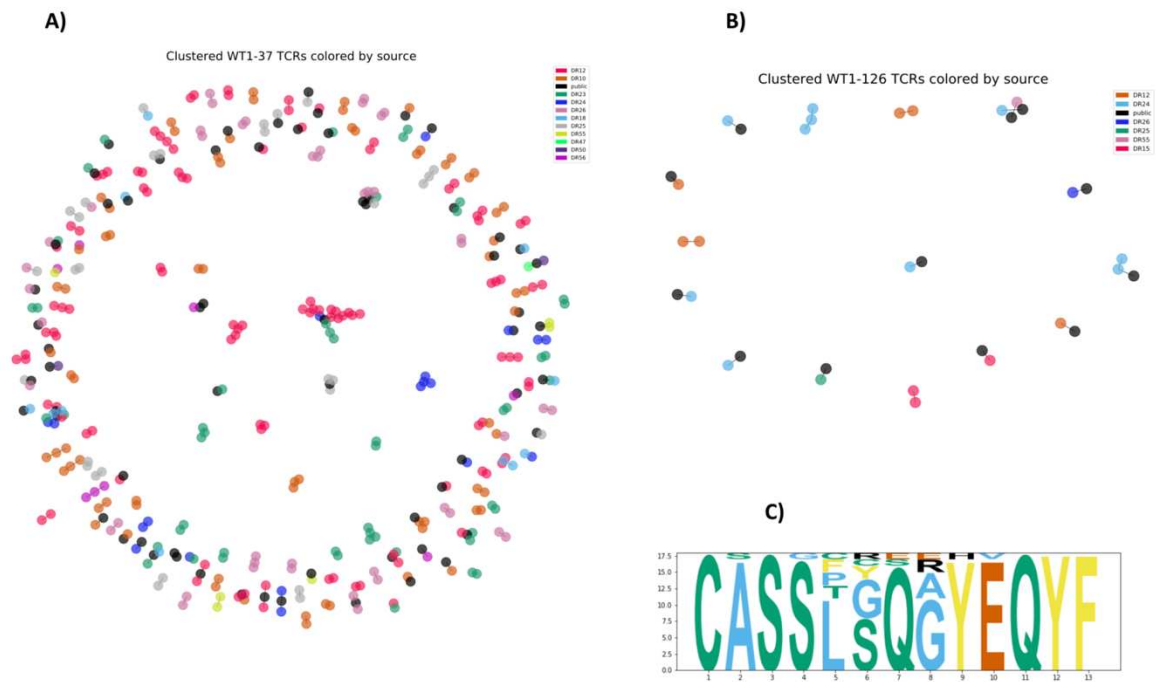 A)
Clustered WT1-37 TCRs colored by source
DR12
DR10
public
DR23
DR24
DR26
DR18
DR25
DR55
DR47
DR50
DR56
B)
Clustered WT1-126 TCRs colored by source
DR12
DR24
public
DR26
DR25
DR55
DR15
C)
17.5
15.0
12.5
10.0
7.5
5.0
2.5
0.0
S G C R E E H V
F C S R
P Y A
T G
CASSLSQGYEQYF
1 2 3 4 5 6 7 8 9 10 11 12 13